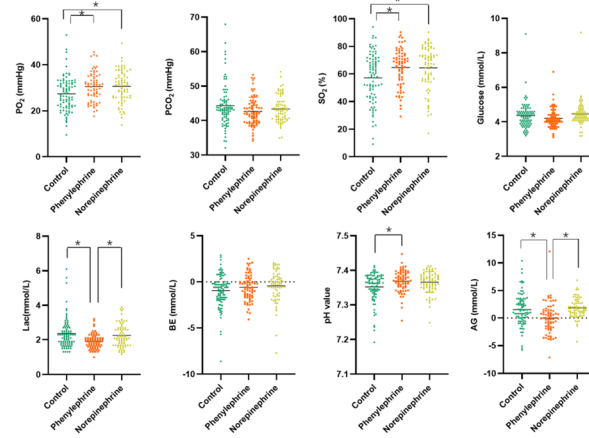 PO2 (mmHg)
60
40
20
0
*
*
Control
Phenylephrine
Norepinephrine
PCO2 (mmHg)
70
60
50
40
30
Control
Phenylephrine
Norepinephrine
SO2 (%)
100
80
60
40
20
0
*
*
Control
Phenylephrine
Norepinephrine
Glucose (mmol/L)
10
8
6
4
2
Control
Phenylephrine
Norepinephrine
Lac(mmol/L)
8
6
4
2
0
*
*
Control
Phenylephrine
Norepinephrine
BE (mmol/L)
5
0
-5
-10
Control
Phenylephrine
Norepinephrine
pH value
7.5
7.4
7.3
7.2
7.1
*
Control
Phenylephrine
Norepinephrine
AG (mmol/L)
15
10
5
0
-5
-10
*
*
Control
Phenylephrine
Norepinephrine